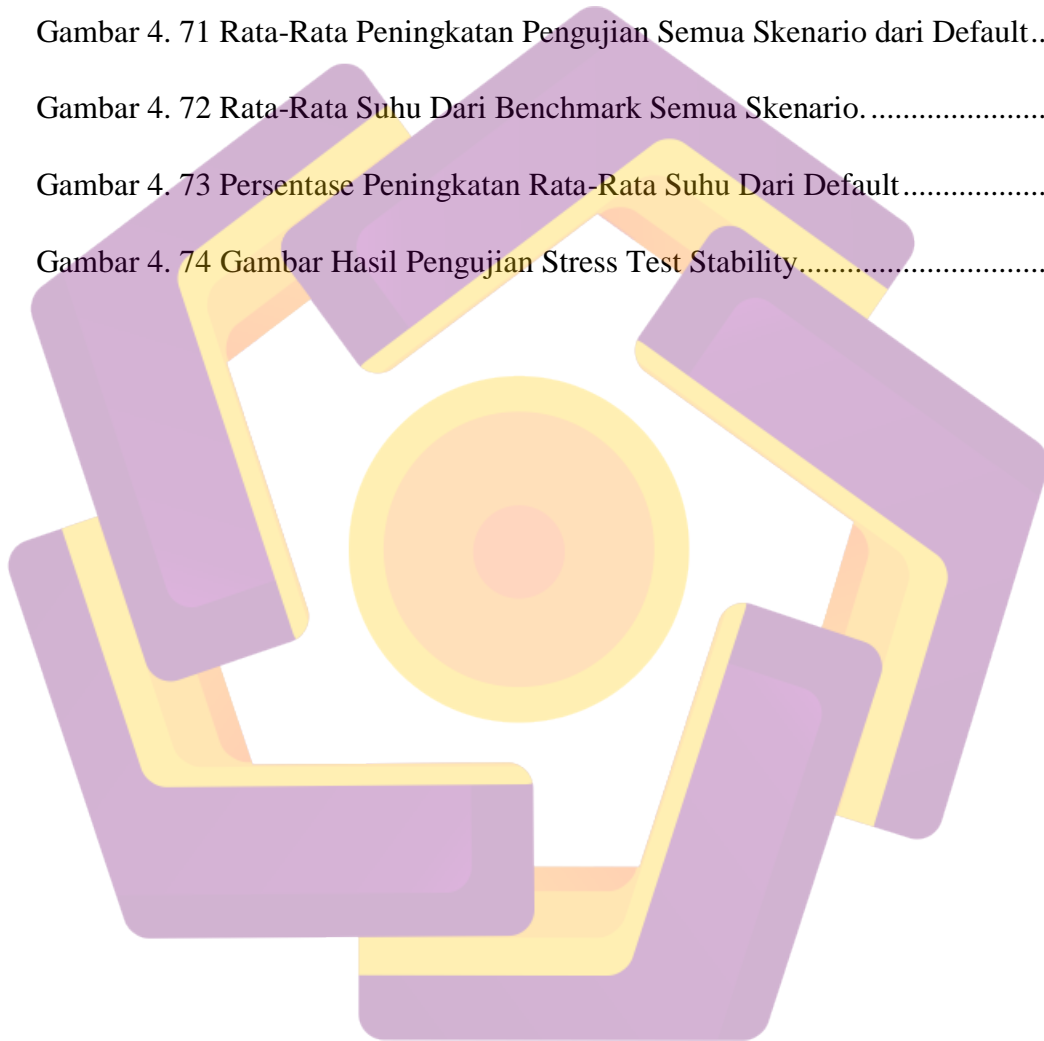 Gambar 4. 71 Rata-Rata Peningkatan Pengujian Semua Skenario dari Default..
Gambar 4. 72 Rata-Rata Suhu Dari Benchmark Semua Skenario. ......................
Gambar 4. 73 Persentase Peningkatan Rata-Rata Suhu Dari Default..................
Gambar 4. 74 Gambar Hasil Pengujian Stress Test Stability...............................